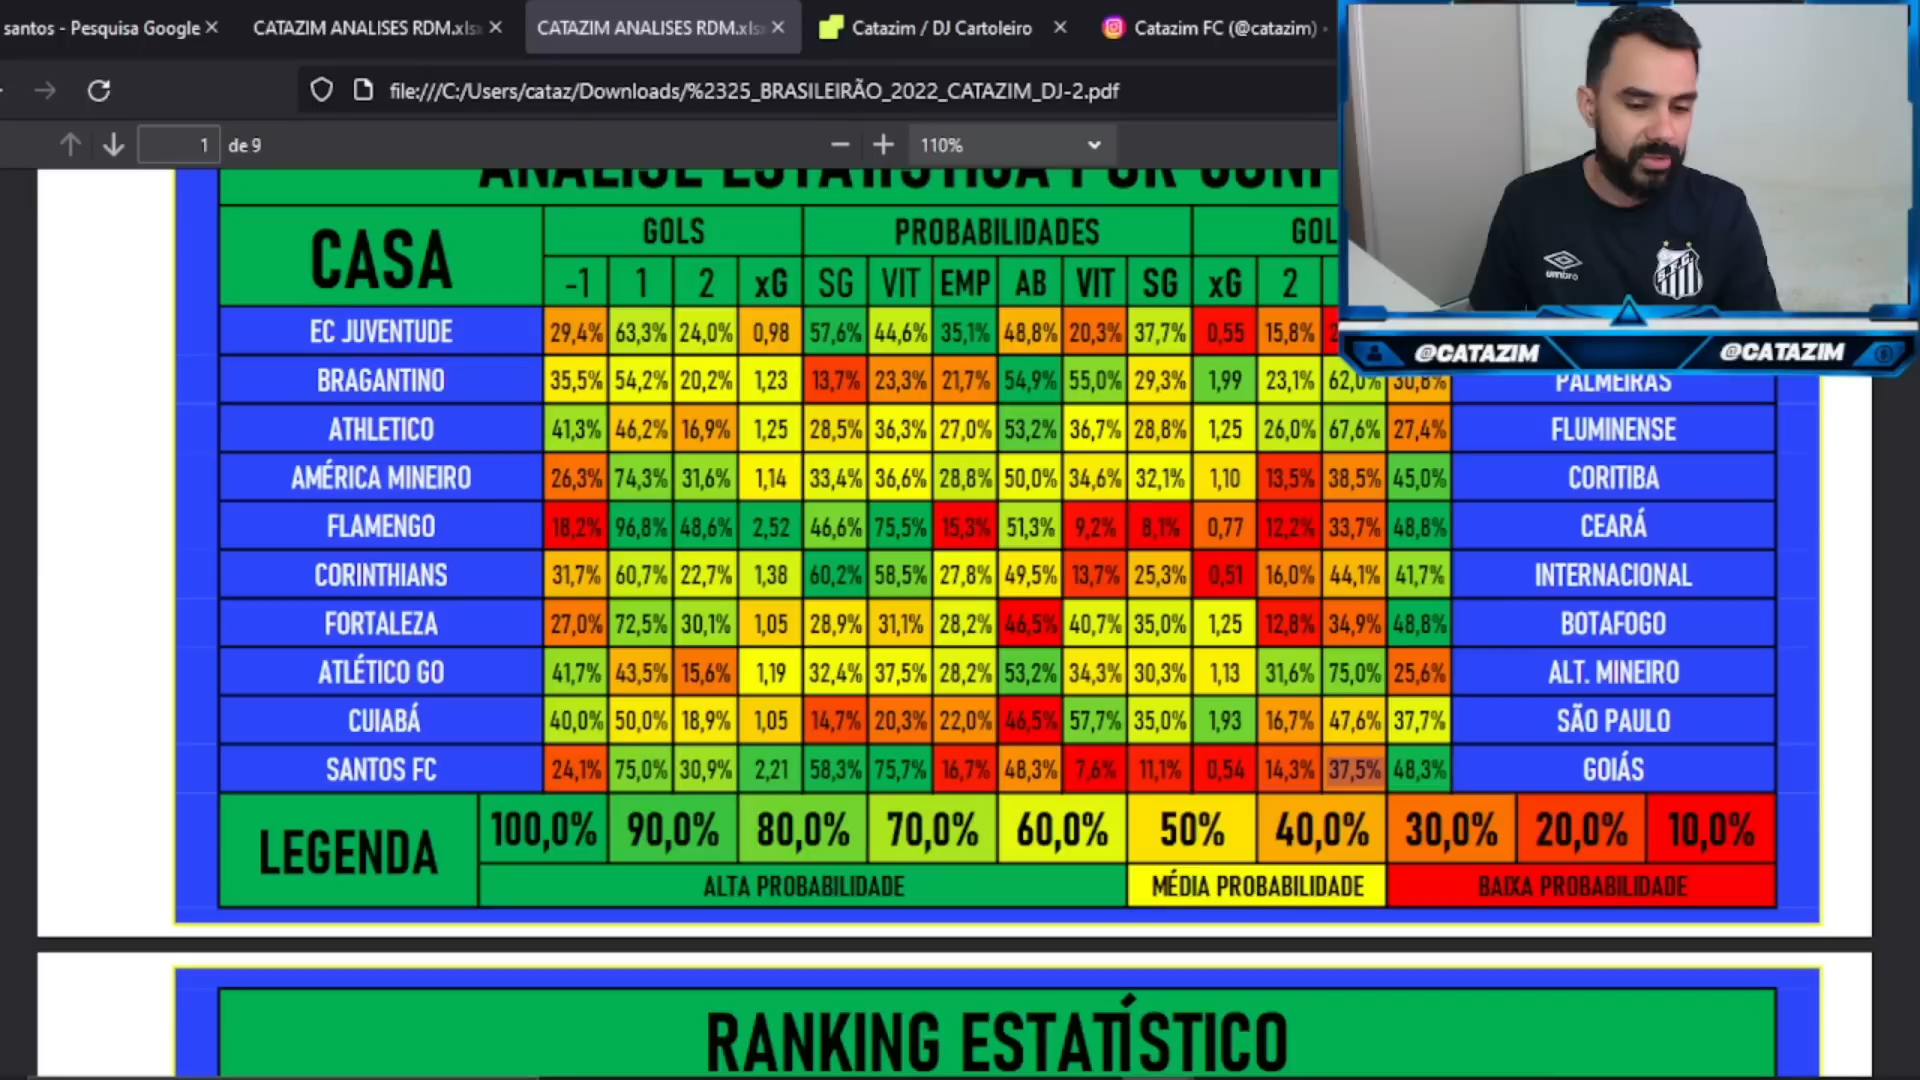 santos - Pesquisa Google
CATAZIM ANALISES RDM.xls
CATAZIM ANALISES RDM.xls
Catazim / DJ Cartoleiro
Catazim FC (@catazim)
file:///C:/Users/cataz/Downloads/%2325_BRASILEIRÃO_2022_CATAZIM_DJ-2.pdf
1 de 9
110%
umbro
S.F.C.
@CATAZIM @CATAZIM
ANÁLISE ESTATÍSTICA POR CONF
CASA GOLS PROBABILIDADES GOL
-1 1 2 xG SG VIT EMP AB VIT SG xG 2
EC JUVENTUDE 29,4% 63,3% 24,0% 0,98 57,6% 44,6% 35,1% 48,8% 20,3% 37,7% 0,55 15,8% 2
BRAGANTINO 35,5% 54,2% 20,2% 1,23 13,7% 23,3% 21,7% 54,9% 55,0% 29,3% 1,99 23,1% 62,0% 30,8% PALMEIRAS
ATHLETICO 41,3% 46,2% 16,9% 1,25 28,5% 36,3% 27,0% 53,2% 36,7% 28,8% 1,25 26,0% 67,6% 27,4% FLUMINENSE
AMÉRICA MINEIRO 26,3% 74,3% 31,6% 1,14 33,4% 36,6% 28,8% 50,0% 34,6% 32,1% 1,10 13,5% 38,5% 45,0% CORITIBA
FLAMENGO 18,2% 96,8% 48,6% 2,52 46,6% 75,5% 15,3% 51,3% 9,2% 8,1% 0,77 12,2% 33,7% 48,8% CEARÁ
CORINTHIANS 31,7% 60,7% 22,7% 1,38 60,2% 58,5% 27,8% 49,5% 13,7% 25,3% 0,51 16,0% 44,1% 41,7% INTERNACIONAL
FORTALEZA 27,0% 72,5% 30,1% 1,05 28,9% 31,1% 28,2% 46,5% 40,7% 35,0% 1,25 12,8% 34,9% 48,8% BOTAFOGO
ATLÉTICO GO 41,7% 43,5% 15,6% 1,19 32,4% 37,5% 28,2% 53,2% 34,3% 30,3% 1,13 31,6% 75,0% 25,6% ALT. MINEIRO
CUIABÁ 40,0% 50,0% 18,9% 1,05 14,7% 20,3% 22,0% 46,5% 57,7% 35,0% 1,93 16,7% 47,6% 37,7% SÃO PAULO
SANTOS FC 24,1% 75,0% 30,9% 2,21 58,3% 75,7% 16,7% 48,3% 7,6% 11,1% 0,54 14,3% 37,5% 48,3% GOIÁS
LEGENDA 100,0% 90,0% 80,0% 70,0% 60,0% 50% 40,0% 30,0% 20,0% 10,0%
ALTA PROBABILIDADE MÉDIA PROBABILIDADE BAIXA PROBABILIDADE
RANKING ESTATÍSTICO